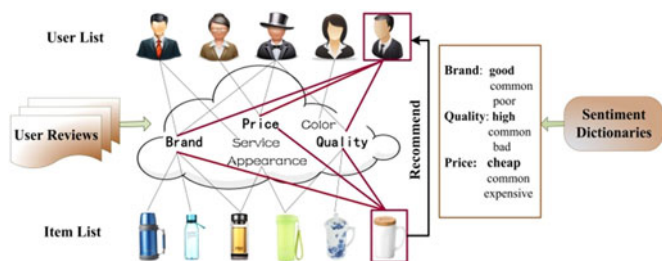 User List
User Reviews
Brand
Price
Color
Service
Quality
Appearance
Item List
Recommend
Brand: good
common
poor
Quality: high
common
bad
Price: cheap
common
expensive
Sentiment
Dictionaries